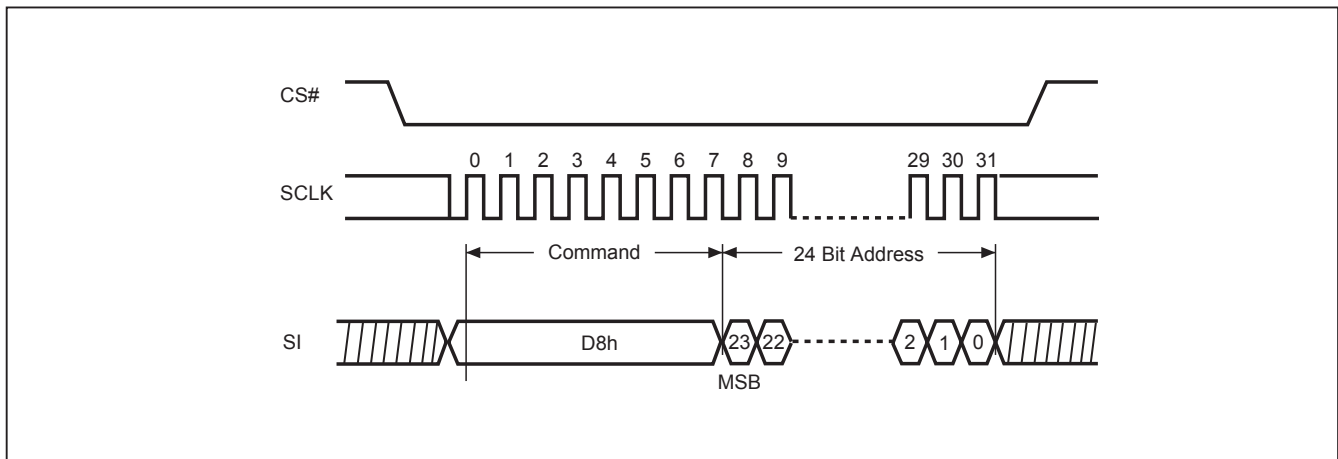 CS#
0 1 2 3 4 5 6 7 8 9 29 30 31
SCLK
Command 24 Bit Address
SI D8h 23 22 2 1 0
MSB